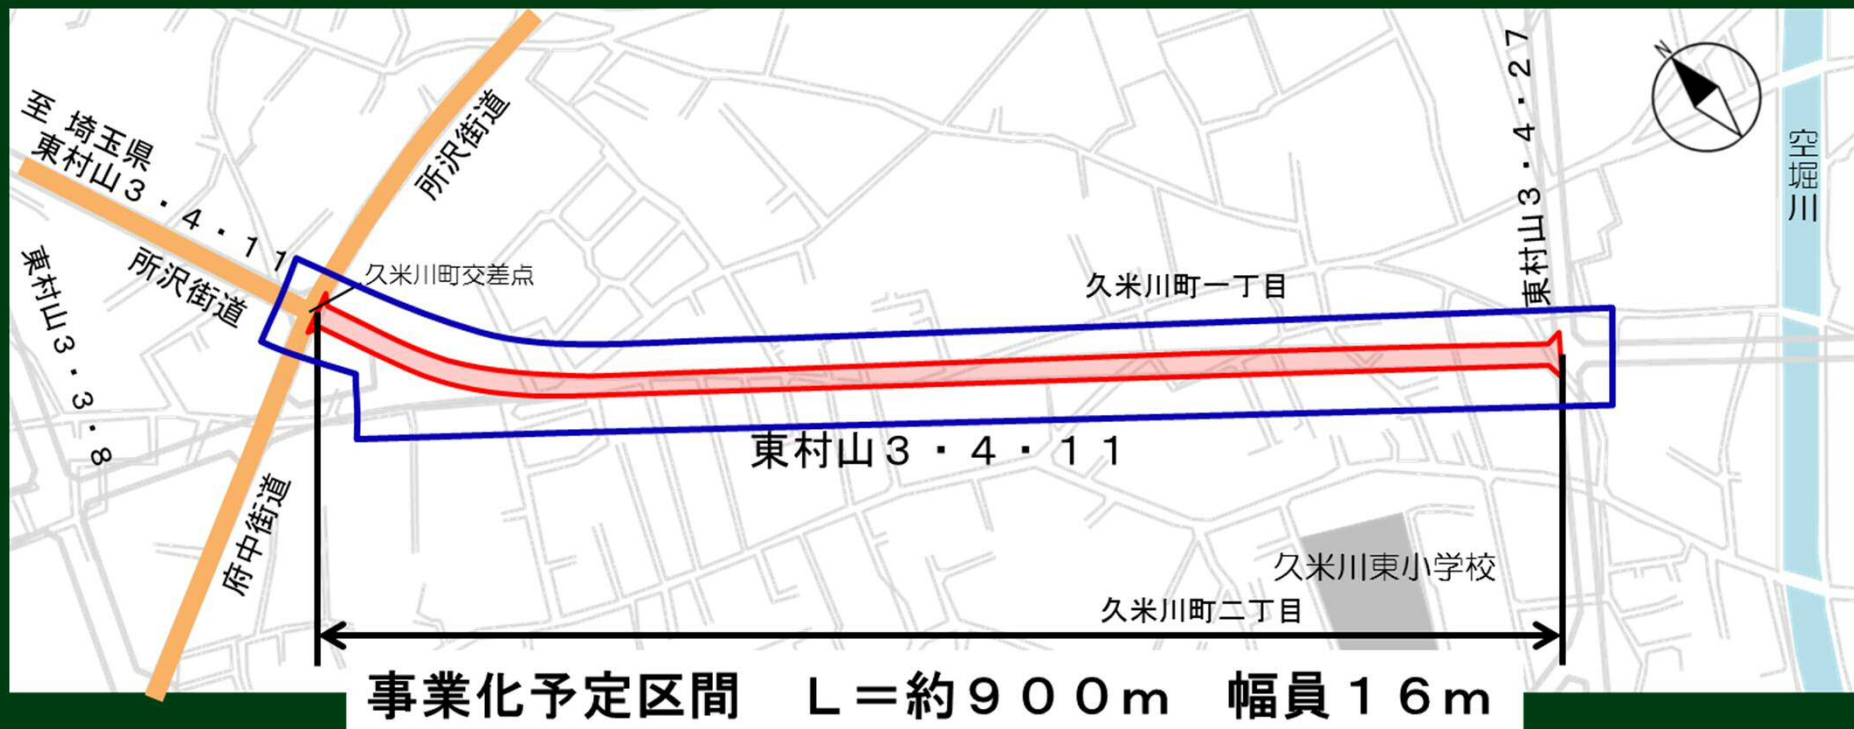 至 埼玉県
東村山3・4・11
所沢街道
所沢街道
東村山3・3・8
久米川町交差点
府中街道
久米川町一丁目
東村山3・4・27
N
空堀川
東村山3・4・11
久米川東小学校
久米川町二丁目
事業化予定区間 L=約900m 幅員16m